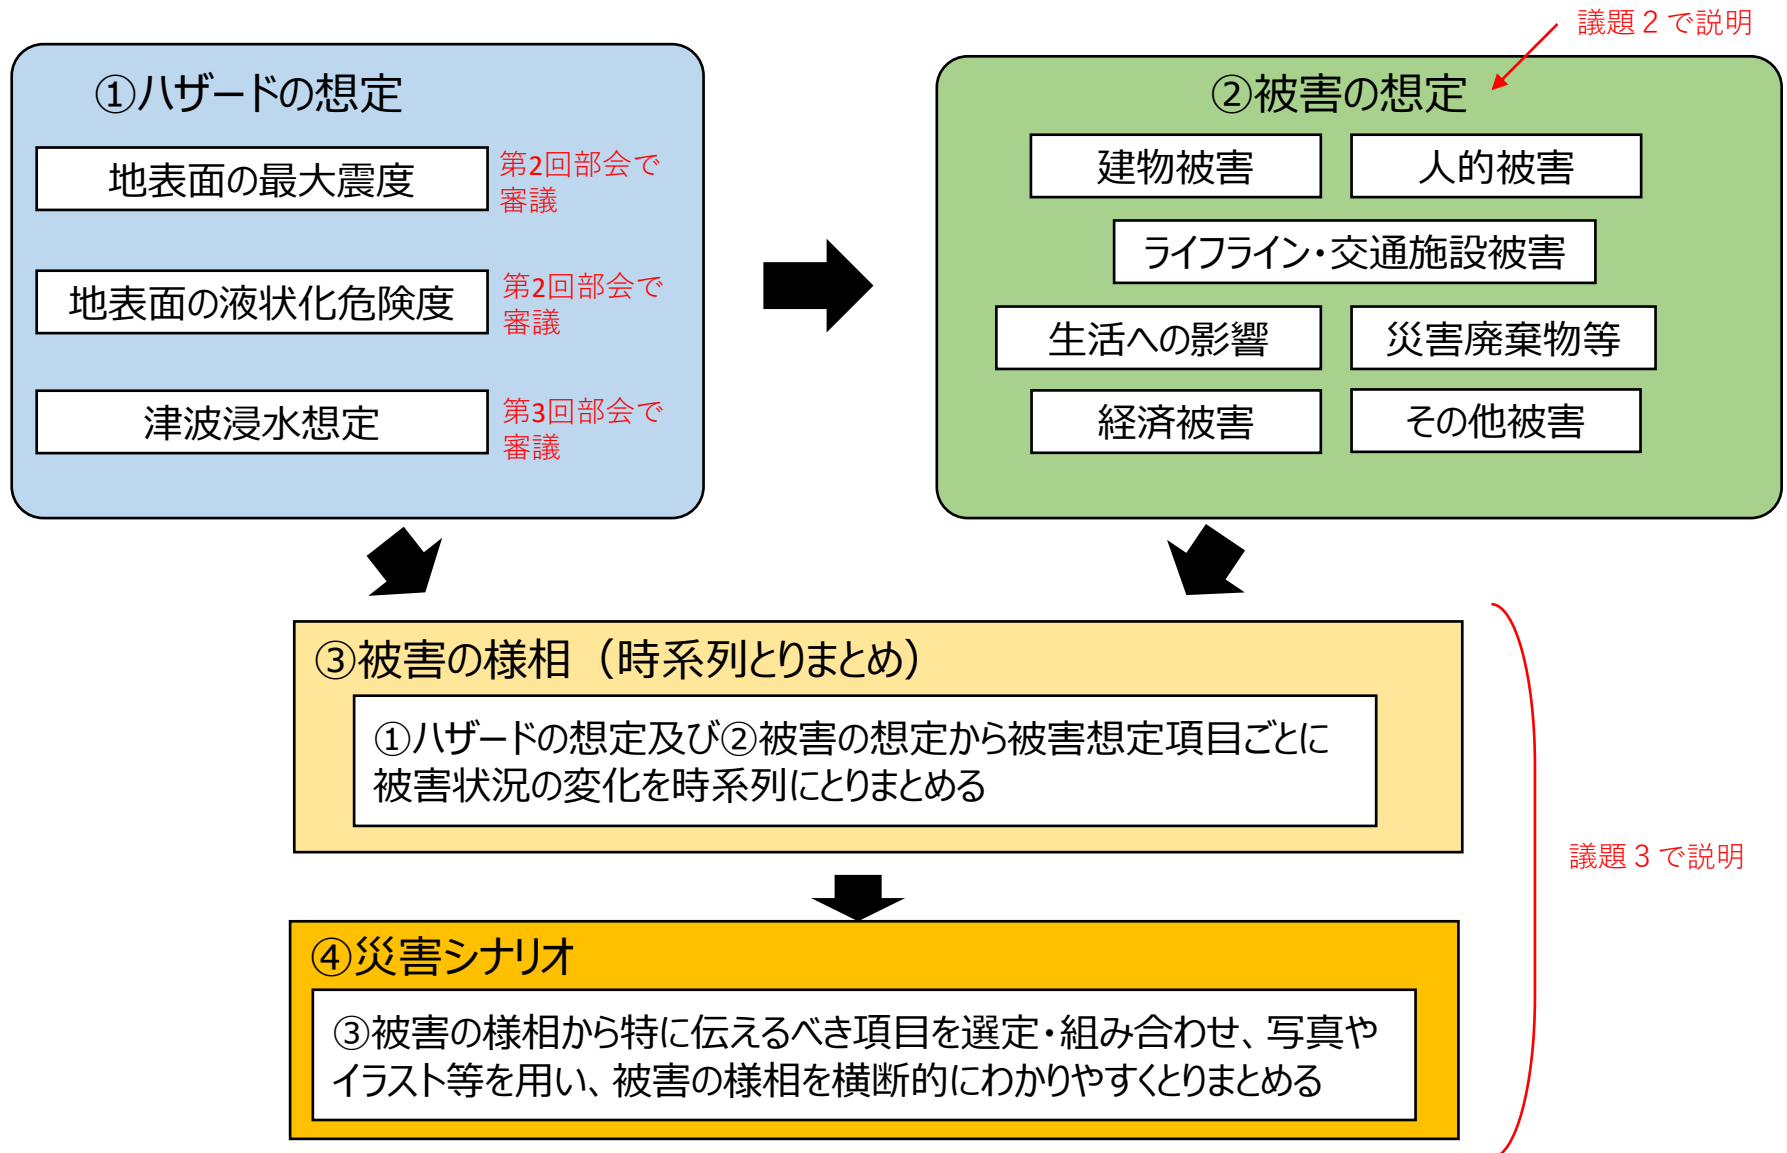 議題２で説明
①ハザードの想定
地表面の最大震度
第2回部会で
審議
地表面の液状化危険度
第2回部会で
審議
津波浸水想定
第3回部会で
審議
②被害の想定
建物被害
人的被害
ライフライン・交通施設被害
生活への影響
災害廃棄物等
経済被害
その他被害
③被害の様相（時系列とりまとめ）
①ハザードの想定及び②被害の想定から被害想定項目ごとに
被害状況の変化を時系列にとりまとめる
議題３で説明
④災害シナリオ
③被害の様相から特に伝えるべき項目を選定・組み合わせ、写真や
イラスト等を用い、被害の様相を横断的にわかりやすくとりまとめる